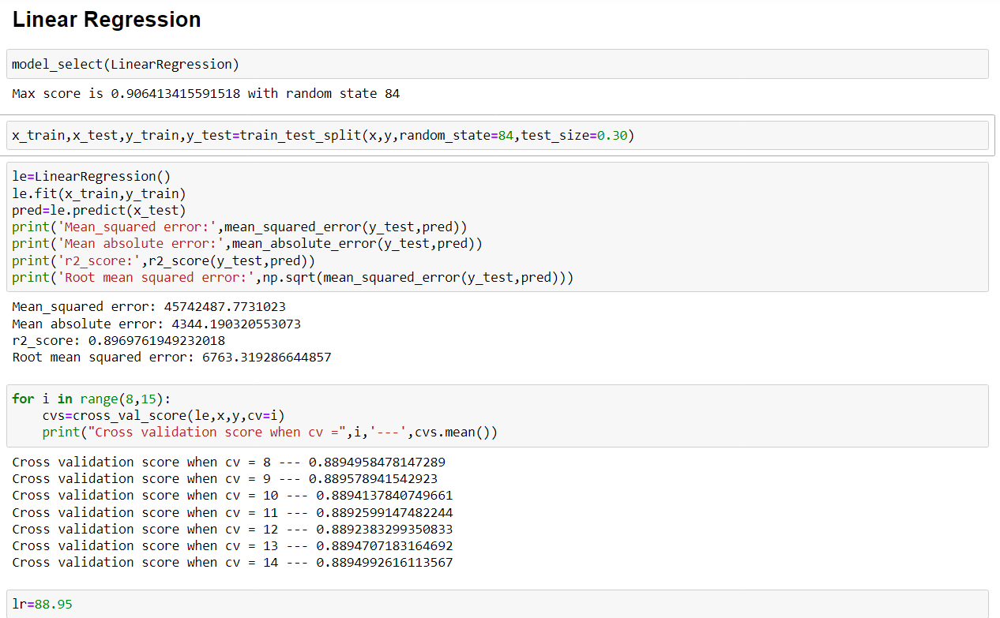 Linear Regression
model_select(LinearRegression)
Max score is 0.906413415591518 with random state 84
x_train,x_test,y_train,y_test=train_test_split(x,y,random_state=84,test_size=0.30)
le=LinearRegression()
le.fit(x_train,y_train)
pred=le.predict(x_test)
print('Mean_squared error:',mean_squared_error(y_test,pred))
print('Mean absolute error:',mean_absolute_error(y_test,pred))
print('r2_score:',r2_score(y_test,pred))
print('Root mean squared error:',np.sqrt(mean_squared_error(y_test,pred)))
Mean_squared error: 45742487.7731023
Mean absolute error: 4344.190320553073
r2_score: 0.8969761949232018
Root mean squared error: 6763.319286644857
for i in range(8,15):
    cvs=cross_val_score(le,x,y,cv=i)
    print("Cross validation score when cv =",i,'---',cvs.mean())
Cross validation score when cv = 8 --- 0.8894958478147289
Cross validation score when cv = 9 --- 0.889578941542923
Cross validation score when cv = 10 --- 0.8894137840749661
Cross validation score when cv = 11 --- 0.8892599147482244
Cross validation score when cv = 12 --- 0.8892383299350833
Cross validation score when cv = 13 --- 0.8894707183164692
Cross validation score when cv = 14 --- 0.8894992616113567
lr=88.95